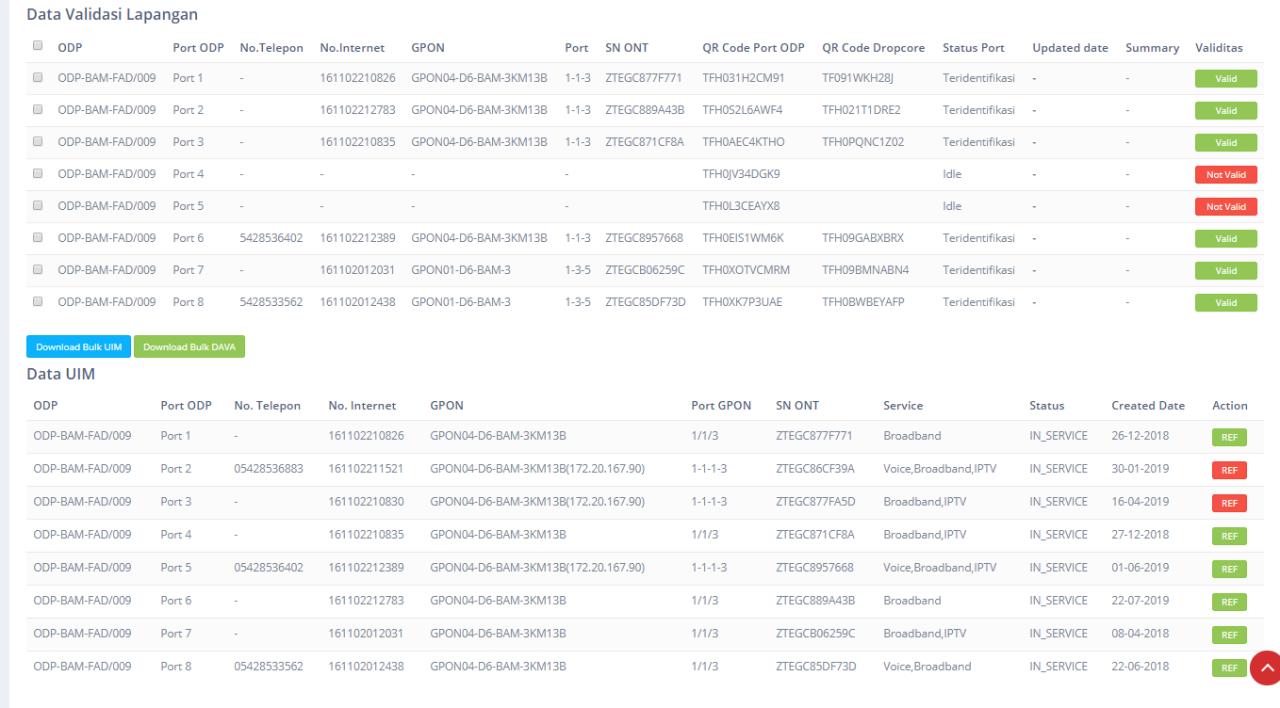 Data Validasi Lapangan
ODP Port ODP No.Telepon No.Internet GPON Port SN ONT QR Code Port ODP QR Code Dropcore Status Port Updated date Summary Validitas
ODP-BAM-FAD/009 Port 1 - 161102210826 GPON04-D6-BAM-3KM13B 1-1-3 ZTEGC877F771 TFH031H2CM91 TF091WKH28J Teridentifikasi - - Valid
ODP-BAM-FAD/009 Port 2 - 161102212783 GPON04-D6-BAM-3KM13B 1-1-3 ZTEGC889A43B TFH0S2L6AWF4 TFH021T1DRE2 Teridentifikasi - - Valid
ODP-BAM-FAD/009 Port 3 - 161102210835 GPON04-D6-BAM-3KM13B 1-1-3 ZTEGC871CF8A TFH0AEC4KTHO TFH0PQNC1Z02 Teridentifikasi - - Valid
ODP-BAM-FAD/009 Port 4 - - - - TFH0JV34DGK9 Idle - - Not Valid
ODP-BAM-FAD/009 Port 5 - - - - TFH0L3CEAYX8 Idle - - Not Valid
ODP-BAM-FAD/009 Port 6 5428536402 161102212389 GPON04-D6-BAM-3KM13B 1-1-3 ZTEGC8957668 TFH0EIS1WM6K TFH09GABXBRX Teridentifikasi - - Valid
ODP-BAM-FAD/009 Port 7 - 161102012031 GPON01-D6-BAM-3 1-3-5 ZTEGCB06259C TFH0XOTVCMRM TFH09BMNABN4 Teridentifikasi - - Valid
ODP-BAM-FAD/009 Port 8 5428533562 161102012438 GPON01-D6-BAM-3 1-3-5 ZTEGC85DF73D TFH0XK7P3UAE TFH0BWBEYAFP Teridentifikasi - - Valid
Download Bulk UIM Download Bulk DAVA
Data UIM
ODP Port ODP No. Telepon No. Internet GPON Port GPON SN ONT Service Status Created Date Action
ODP-BAM-FAD/009 Port 1 - 161102210826 GPON04-D6-BAM-3KM13B 1/1/3 ZTEGC877F771 Broadband IN_SERVICE 26-12-2018 REF
ODP-BAM-FAD/009 Port 2 05428536883 161102211521 GPON04-D6-BAM-3KM13B(172.20.167.90) 1-1-1-3 ZTEGC86CF39A Voice,Broadband,IPTV IN_SERVICE 30-01-2019 REF
ODP-BAM-FAD/009 Port 3 - 161102210830 GPON04-D6-BAM-3KM13B(172.20.167.90) 1-1-1-3 ZTEGC877FA5D Broadband,IPTV IN_SERVICE 16-04-2019 REF
ODP-BAM-FAD/009 Port 4 - 161102210835 GPON04-D6-BAM-3KM13B 1/1/3 ZTEGC871CF8A Broadband,IPTV IN_SERVICE 27-12-2018 REF
ODP-BAM-FAD/009 Port 5 05428536402 161102212389 GPON04-D6-BAM-3KM13B(172.20.167.90) 1-1-1-3 ZTEGC8957668 Voice,Broadband,IPTV IN_SERVICE 01-06-2019 REF
ODP-BAM-FAD/009 Port 6 - 161102212783 GPON04-D6-BAM-3KM13B 1/1/3 ZTEGC889A43B Broadband IN_SERVICE 22-07-2019 REF
ODP-BAM-FAD/009 Port 7 - 161102012031 GPON04-D6-BAM-3KM13B 1/1/3 ZTEGCB06259C Broadband,IPTV IN_SERVICE 08-04-2018 REF
ODP-BAM-FAD/009 Port 8 05428533562 161102012438 GPON04-D6-BAM-3KM13B 1/1/3 ZTEGC85DF73D Voice,Broadband IN_SERVICE 22-06-2018 REF